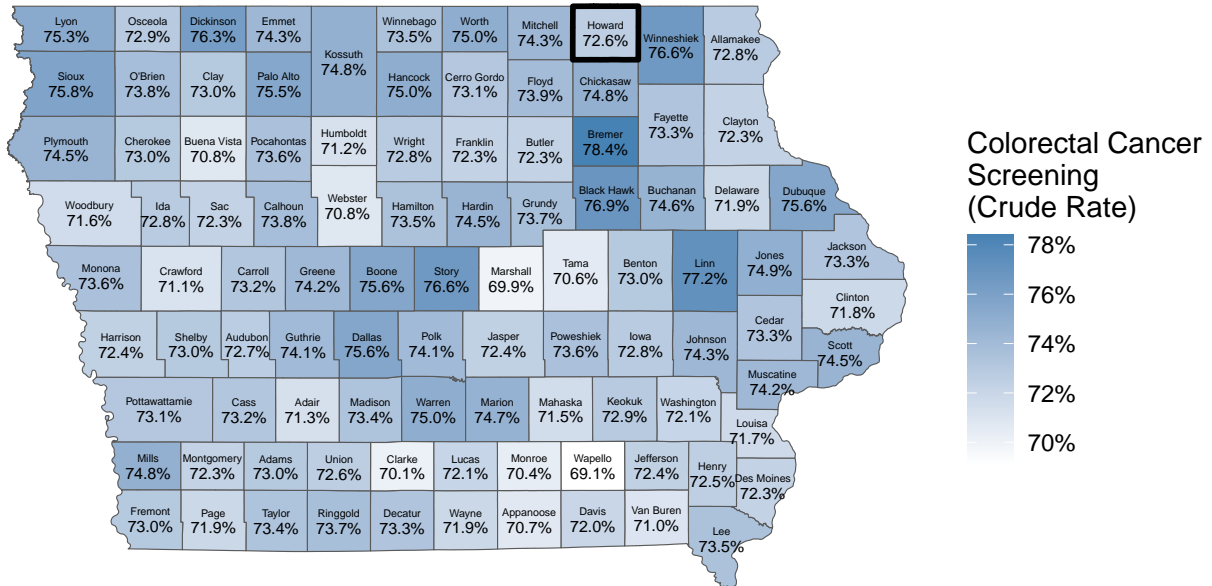 Lyon
75.3%
Osceola
72.9%
Dickinson
76.3%
Emmet
74.3%
Kossuth
74.8%
Winnebago
73.5%
Worth
75.0%
Mitchell
74.3%
Howard
72.6%
Winneshiek
76.6%
Allamakee
72.8%
Sioux
75.8%
O'Brien
73.8%
Clay
73.0%
Palo Alto
75.5%
Hancock
75.0%
Cerro Gordo
73.1%
Floyd
73.9%
Chickasaw
74.8%
Fayette
73.3%
Clayton
72.3%
Plymouth
74.5%
Cherokee
73.0%
Buena Vista
70.8%
Pocahontas
73.6%
Humboldt
71.2%
Wright
72.8%
Franklin
72.3%
Butler
72.3%
Bremer
78.4%
Woodbury
71.6%
Ida
72.8%
Sac
72.3%
Calhoun
73.8%
Webster
70.8%
Hamilton
73.5%
Hardin
74.5%
Grundy
73.7%
Black Hawk
76.9%
Buchanan
74.6%
Delaware
71.9%
Dubuque
75.6%
Monona
73.6%
Crawford
71.1%
Carroll
73.2%
Greene
74.2%
Boone
75.6%
Story
76.6%
Marshall
69.9%
Tama
70.6%
Benton
73.0%
Linn
77.2%
Jones
74.9%
Jackson
73.3%
Clinton
71.8%
Harrison
72.4%
Shelby
73.0%
Audubon
72.7%
Guthrie
74.1%
Dallas
75.6%
Polk
74.1%
Jasper
72.4%
Poweshiek
73.6%
Iowa
72.8%
Johnson
74.3%
Cedar
73.3%
Scott
74.5%
Muscatine
74.2%
Pottawattamie
73.1%
Cass
73.2%
Adair
71.3%
Madison
73.4%
Warren
75.0%
Marion
74.7%
Mahaska
71.5%
Keokuk
72.9%
Washington
72.1%
Louisa
71.7%
Mills
74.8%
Montgomery
72.3%
Adams
73.0%
Union
72.6%
Clarke
70.1%
Lucas
72.1%
Monroe
70.4%
Wapello
69.1%
Jefferson
72.4%
Henry
72.5%
Des Moines
72.3%
Fremont
73.0%
Page
71.9%
Taylor
73.4%
Ringgold
73.7%
Decatur
73.3%
Wayne
71.9%
Appanoose
70.7%
Davis
72.0%
Van Buren
71.0%
Lee
73.5%
Colorectal Cancer
Screening
(Crude Rate)
78%
76%
74%
72%
70%